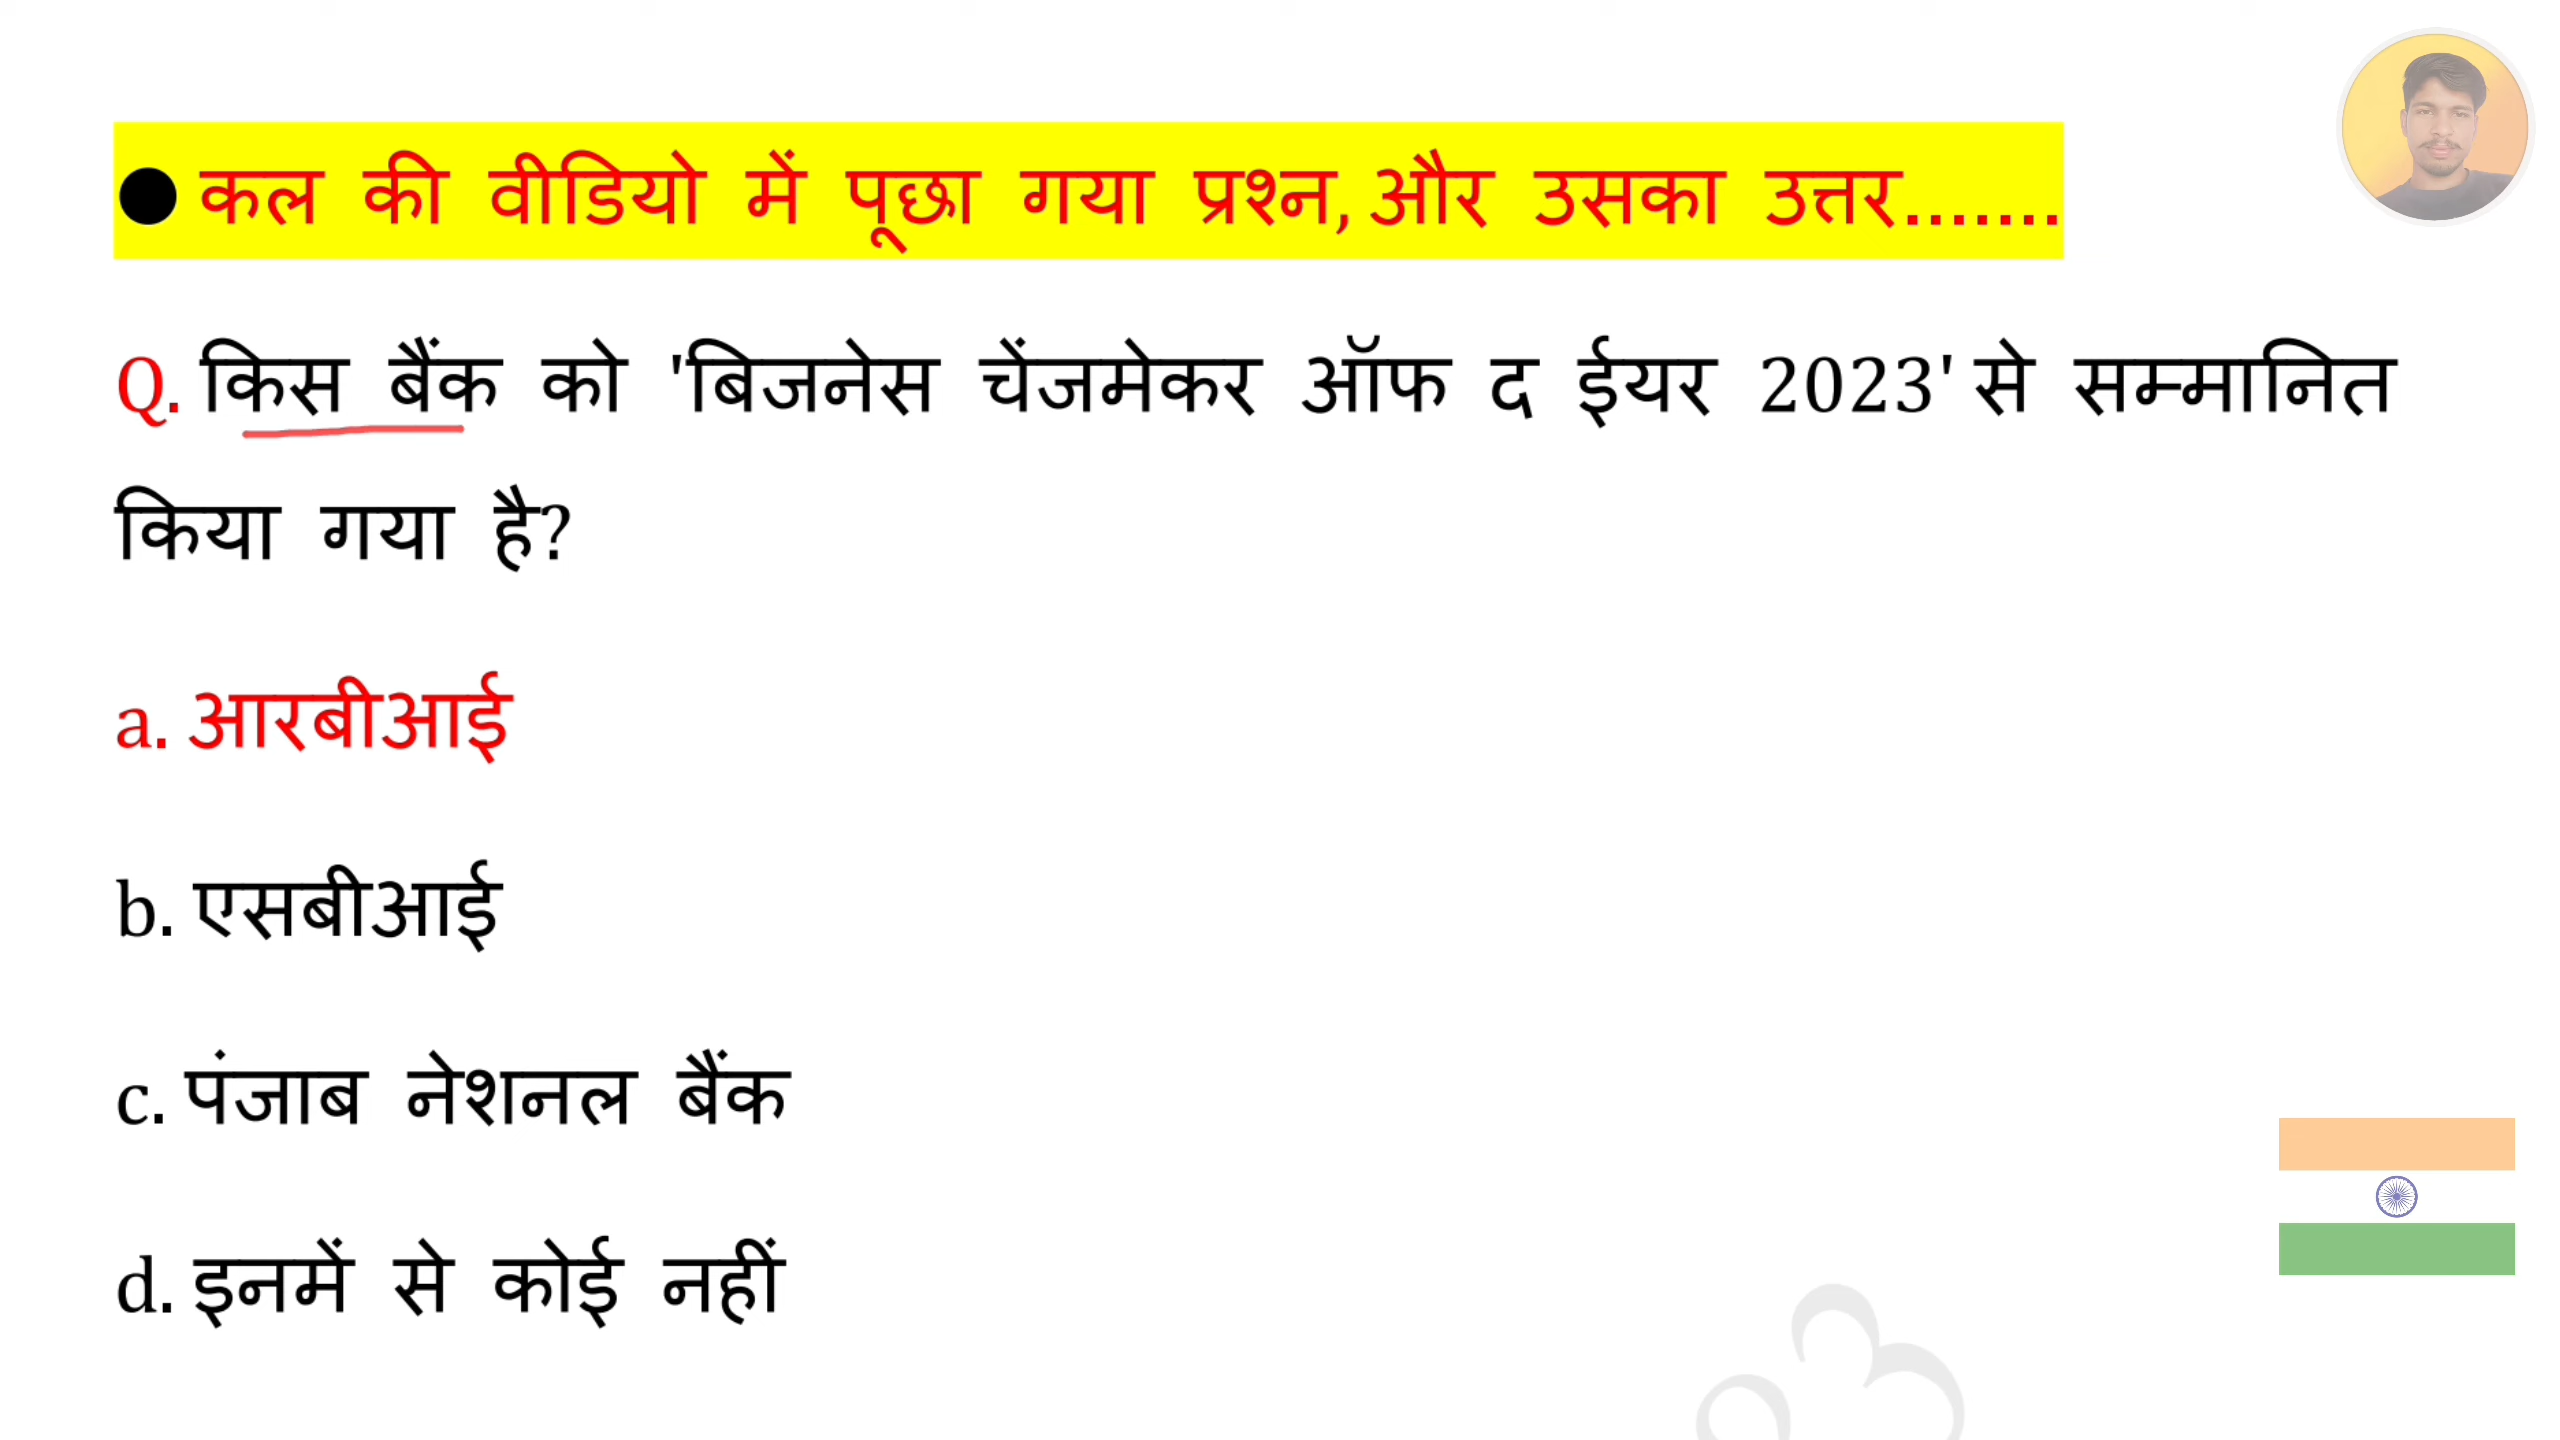 ● कल की वीडियो में पूछा गया प्रश्न, और उसका उत्तर.......
Q. किस बैंक को 'बिजनेस चेंजमेकर ऑफ द ईयर 2023' से सम्मानित
किया गया है?
a. आरबीआई
b. एसबीआई
c. पंजाब नेशनल बैंक
d. इनमें से कोई नहीं